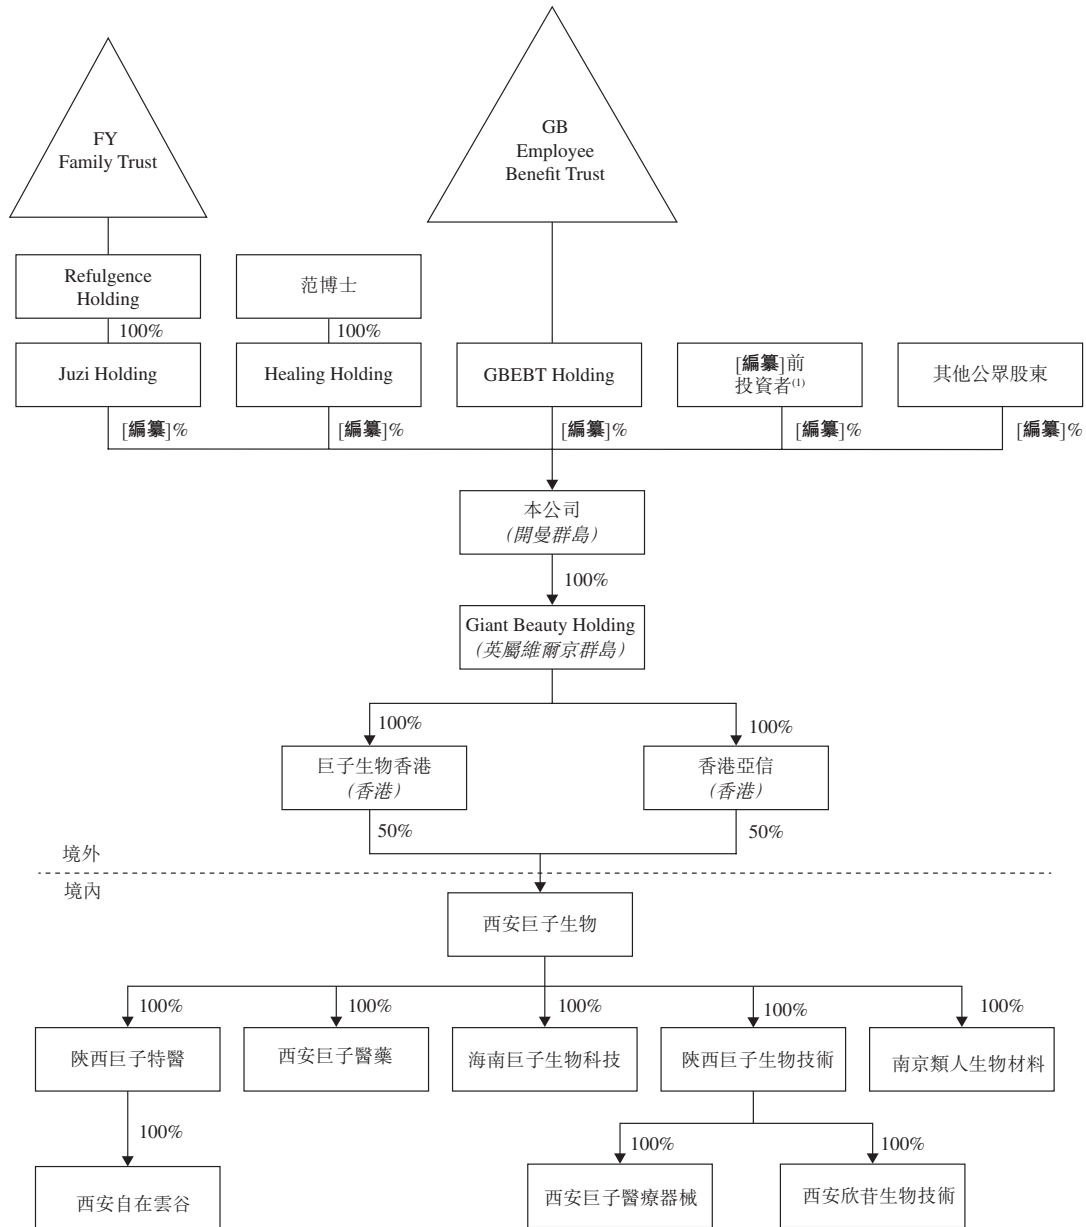 FY
Family Trust
GB
Employee
Benefit Trust
Refulgence
Holding
范博士
100%
100%
Juzi Holding
Healing Holding
GBEBT Holding
[編纂]前
投資者(1)
其他公眾股東
[編纂]%
[編纂]%
[編纂]%
[編纂]%
[編纂]%
本公司
（開曼群島）
100%
Giant Beauty Holding
（英屬維爾京群島）
100%
100%
巨子生物香港
（香港）
香港亞信
（香港）
50%
50%
境外
境內
西安巨子生物
100%
100%
100%
100%
100%
陝西巨子特醫
西安巨子醫藥
海南巨子生物科技
陝西巨子生物技術
南京類人生物材料
100%
100%
100%
西安自在雲谷
西安巨子醫療器械
西安欣苷生物技術